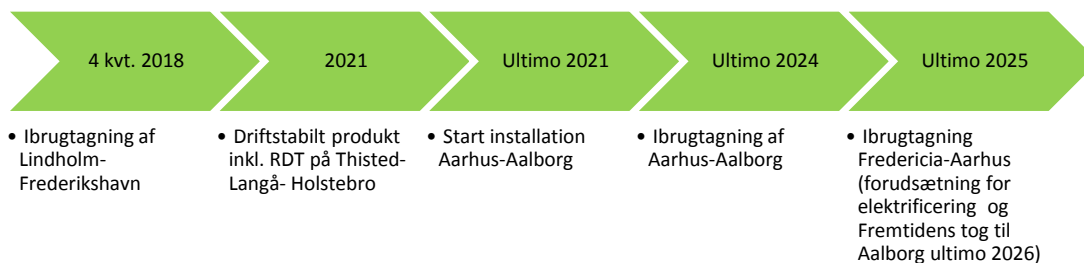 4 kvt. 2018
2021
Ultimo 2021
Ultimo 2024
Ultimo 2025
• Ibrugtagning af
Lindholm-
Frederikshavn
• Driftstabilt produkt
inkl. RDT på Thisted-
Langå- Holstebro
• Start installation
Aarhus-Aalborg
• Ibrugtagning af
Aarhus-Aalborg
• Ibrugtagning
Fredericia-Aarhus
(forudsætning for
elektrificering og
Fremtidens tog til
Aalborg ultimo 2026)